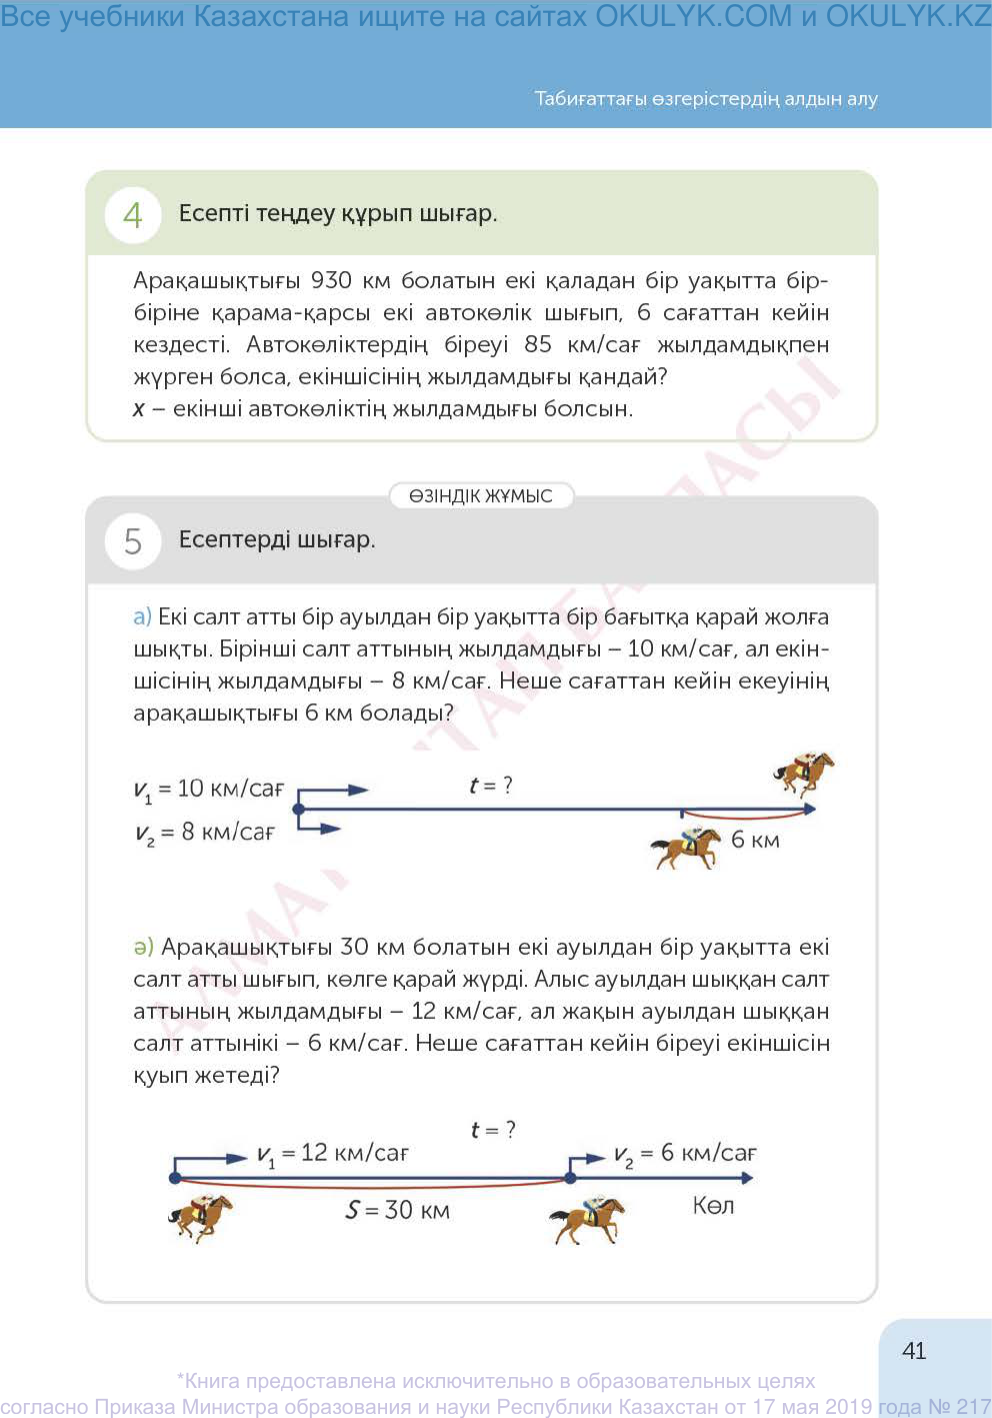 Все учебники Казахстана ищите на сайтах OKULYK.COM и OKULYK.KZ
Табиғаттағы өзгерістердің алдын алу
4 Есепті теңдеу құрып шығар.
Арақашықтығы 930 км болатын екі қаладан бір уақытта бір-
біріне қарама-қарсы екі автокөлік шығып, 6 сағаттан кейін
кездесті. Автокөліктердің біреуі 85 км/сағ жылдамдықпен
жүрген болса, екіншісінің жылдамдығы қандай?
x – екінші автокөліктің жылдамдығы болсын.
ӨЗІНДІК ЖҰМЫС
5 Есептерді шығар.
а) Екі салт атты бір ауылдан бір уақытта бір бағытқа қарай жолға
шықты. Бірінші салт аттының жылдамдығы – 10 км/сағ, ал екін-
шісінің жылдамдығы – 8 км/сағ. Неше сағаттан кейін екеуінің
арақашықтығы 6 км болады?
v₁ = 10 км/сағ
t = ?
v₂ = 8 км/сағ
6 км
ә) Арақашықтығы 30 км болатын екі ауылдан бір уақытта екі
салт атты шығып, көлге қарай жүрді. Алыс ауылдан шыққан салт
аттының жылдамдығы – 12 км/сағ, ал жақын ауылдан шыққан
салт аттынікі – 6 км/сағ. Неше сағаттан кейін біреуі екіншісін
қуып жетеді?
t = ?
v₁ = 12 км/сағ
v₂ = 6 км/сағ
S = 30 км
Көл
41
*Книга предоставлена исключительно в образовательных целях
согласно Приказа Министра образования и науки Республики Казахстан от 17 мая 2019 года № 217